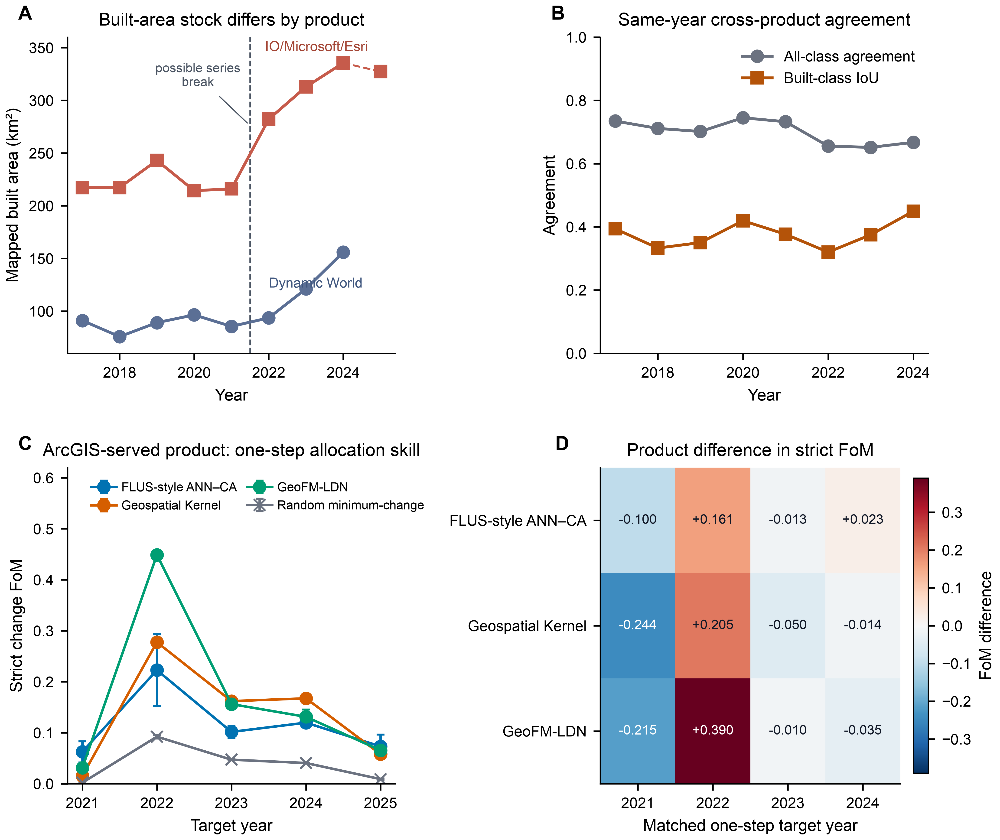 A
Built-area stock differs by product
350
300
250
200
150
100
Mapped built area (km²)
possible series
break
IO/Microsoft/Esri
Dynamic World
2018
2020
2022
2024
Year
B
Same-year cross-product agreement
1.0
0.8
0.6
0.4
0.2
0.0
Agreement
All-class agreement
Built-class IoU
2018
2020
2022
2024
Year
C
ArcGIS-served product: one-step allocation skill
0.6
0.5
0.4
0.3
0.2
0.1
0.0
Strict change FoM
FLUS-style ANN–CA
Geospatial Kernel
GeoFM-LDN
Random minimum-change
2021
2022
2023
2024
2025
Target year
D
Product difference in strict FoM
FLUS-style ANN–CA
-0.100
+0.161
-0.013
+0.023
Geospatial Kernel
-0.244
+0.205
-0.050
-0.014
GeoFM-LDN
-0.215
+0.390
-0.010
-0.035
2021
2022
2023
2024
Matched one-step target year
0.3
0.2
0.1
0.0
−0.1
−0.2
−0.3
FoM difference